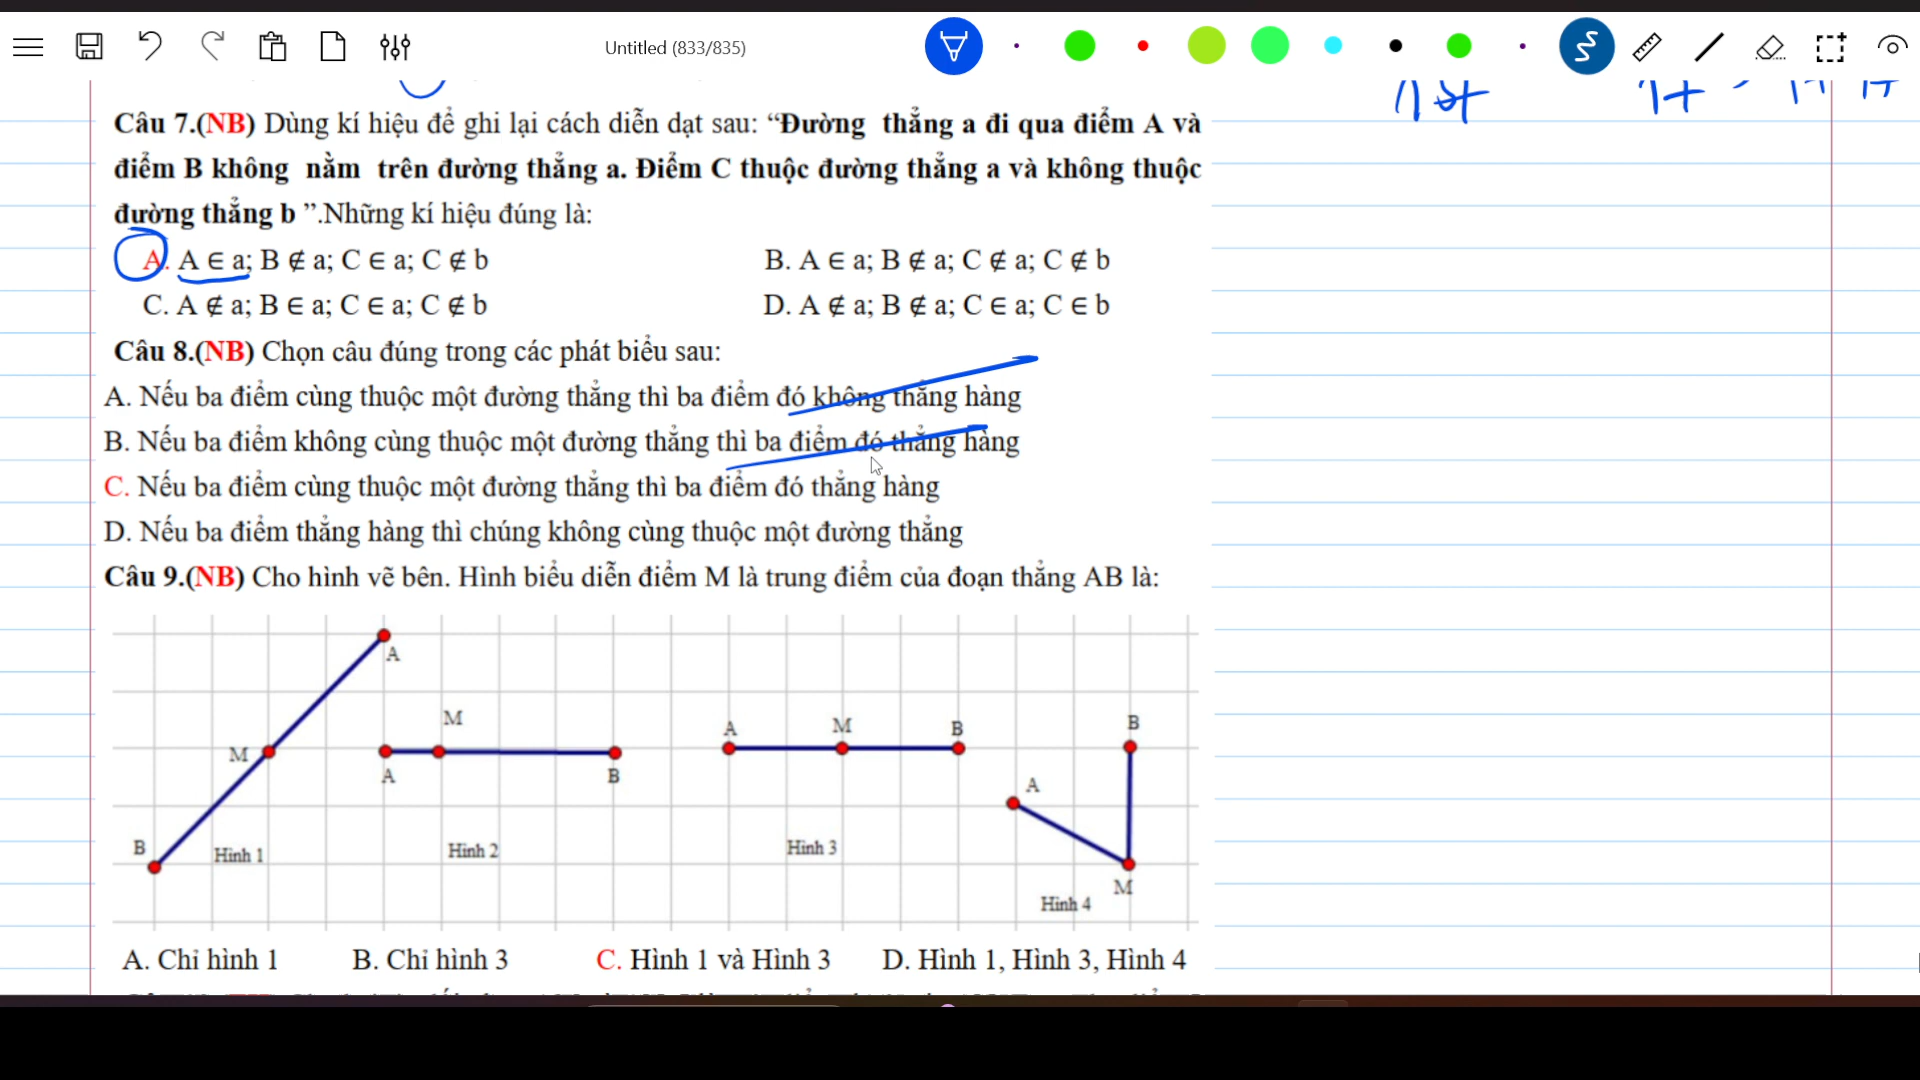 Untitled (833/835)
Câu 7.(NB) Dùng kí hiệu để ghi lại cách diễn dạt sau: “Đường thẳng a đi qua điểm A và
điểm B không nằm trên đường thẳng a. Điểm C thuộc đường thẳng a và không thuộc
đường thẳng b ”.Những kí hiệu đúng là:
A. A ∈ a; B ∉ a; C ∈ a; C ∉ b
B. A ∈ a; B ∉ a; C ∉ a; C ∉ b
C. A ∉ a; B ∈ a; C ∈ a; C ∉ b
D. A ∉ a; B ∉ a; C ∈ a; C ∈ b
Câu 8.(NB) Chọn câu đúng trong các phát biểu sau:
A. Nếu ba điểm cùng thuộc một đường thẳng thì ba điểm đó không thẳng hàng
B. Nếu ba điểm không cùng thuộc một đường thẳng thì ba điểm đó thẳng hàng
C. Nếu ba điểm cùng thuộc một đường thẳng thì ba điểm đó thẳng hàng
D. Nếu ba điểm thẳng hàng thì chúng không cùng thuộc một đường thẳng
Câu 9.(NB) Cho hình vẽ bên. Hình biểu diễn điểm M là trung điểm của đoạn thẳng AB là:
A
M
B
Hình 1
M
A
B
Hình 2
A
M
B
Hình 3
B
A
M
Hình 4
A. Chỉ hình 1
B. Chỉ hình 3
C. Hình 1 và Hình 3
D. Hình 1, Hình 3, Hình 4